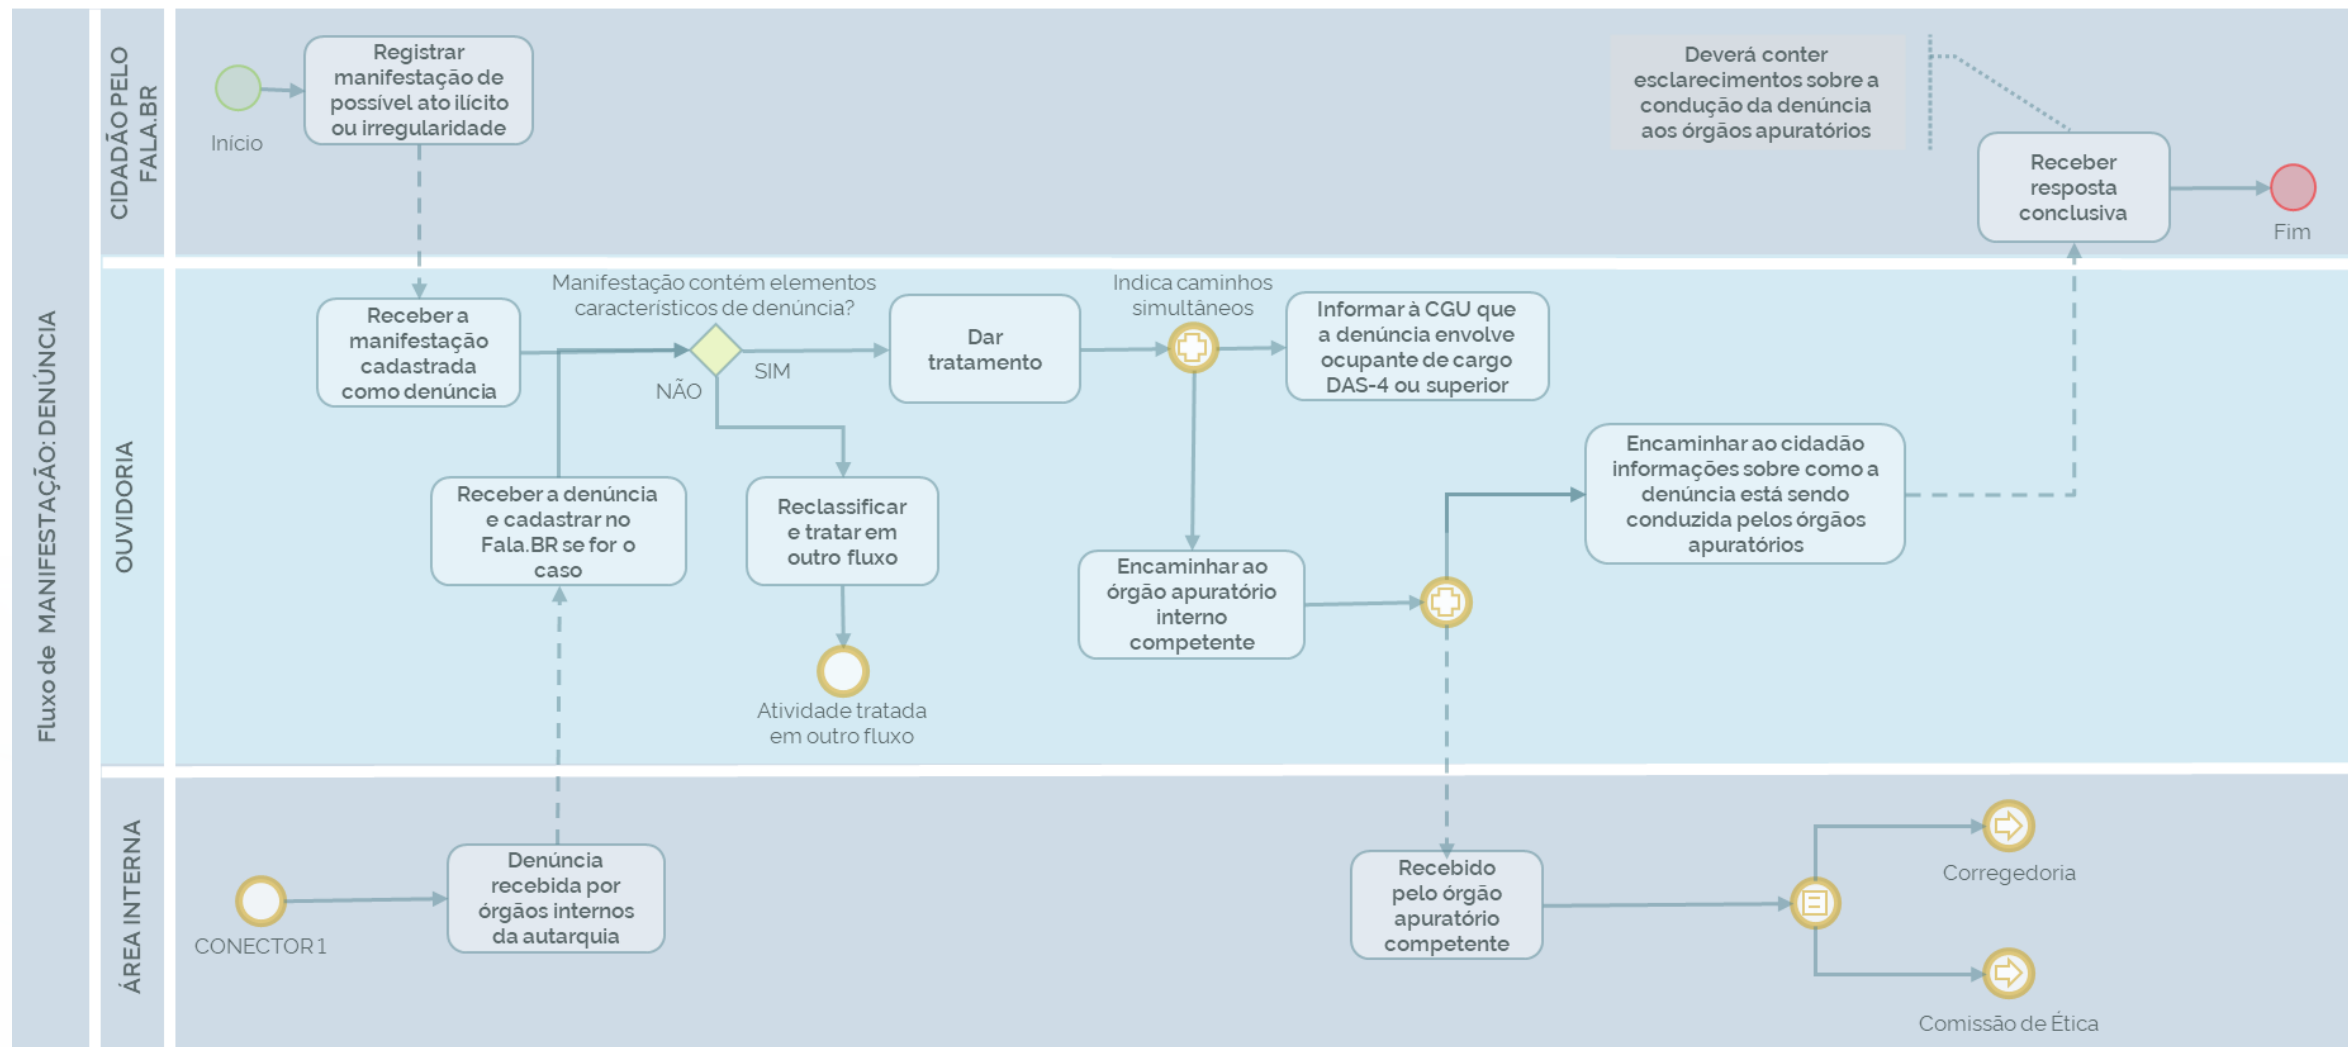 Fluxo de MANIFESTAÇÃO: DENÚNCIA
CIDADÃO PELO
FALA.BR
Início
Registrar
manifestação de
possível ato ilícito
ou irregularidade
Deverá conter
esclarecimentos sobre a
condução da denúncia
aos órgãos apuratórios
Receber
resposta
conclusiva
Fim
OUVIDORIA
Receber a
manifestação
cadastrada
como denúncia
Manifestação contém elementos
característicos de denúncia?
SIM
NÃO
Dar
tratamento
Indica caminhos
simultâneos
Informar à CGU que
a denúncia envolve
ocupante de cargo
DAS-4 ou superior
Receber a denúncia
e cadastrar no
Fala.BR se for o
caso
Reclassificar
e tratar em
outro fluxo
Atividade tratada
em outro fluxo
Encaminhar ao
órgão apuratório
interno
competente
Encaminhar ao cidadão
informações sobre como a
denúncia está sendo
conduzida pelos órgãos
apuratórios
ÁREA INTERNA
CONECTOR 1
Denúncia
recebida por
órgãos internos
da autarquia
Recebido
pelo órgão
apuratório
competente
Corregedoria
Comissão de Ética